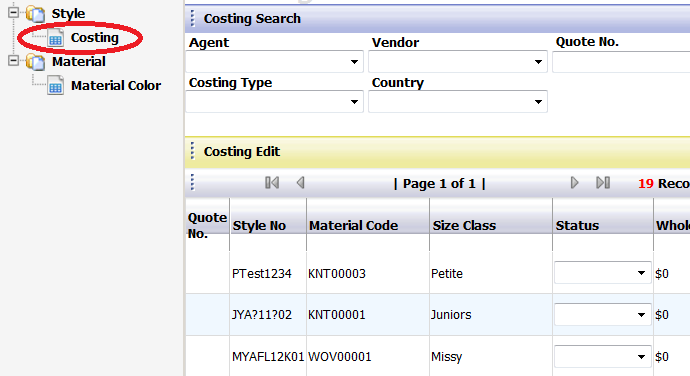 Style
Costing
Material
Material Color
Costing Search
Agent Vendor Quote No.
Costing Type Country
Costing Edit
| Page 1 of 1 | 19 Reco
Quote No. Style No Material Code Size Class Status Whol
PTest1234 KNT00003 Petite $0
JYA?11?02 KNT00001 Juniors $0
MYAFL12K01 WOV00001 Missy $0